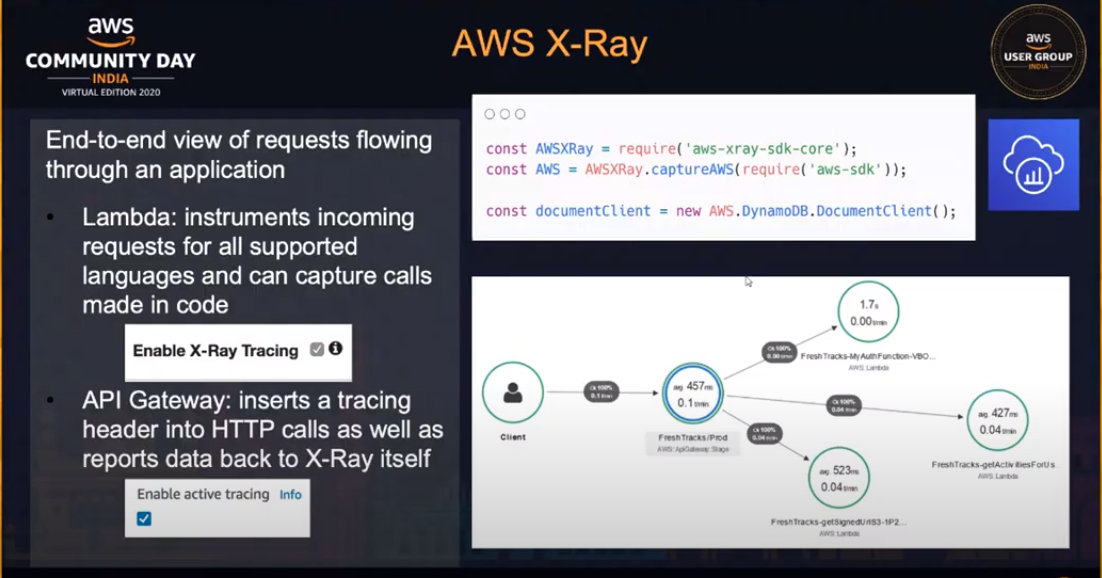 aws
COMMUNITY DAY
INDIA
VIRTUAL EDITION 2020
AWS X-Ray
aws
USER GROUP
INDIA
End-to-end view of requests flowing
through an application
• Lambda: instruments incoming
requests for all supported
languages and can capture calls
made in code
Enable X-Ray Tracing
• API Gateway: inserts a tracing
header into HTTP calls as well as
reports data back to X-Ray itself
Enable active tracing Info
const AWSXRay = require('aws-xray-sdk-core');
const AWS = AWSXRay.captureAWS(require('aws-sdk'));
const documentClient = new AWS.DynamoDB.DocumentClient();
Client
Ok 100%
0.1 t/min
avg. 457ms
0.1 t/min
FreshTracks/Prod
AWS::ApiGateway::Stage
Ok 100%
0.00 t/min
1.7s
0.00 t/min
FreshTracks-MyAuthFunction-VBO...
AWS::Lambda
Ok 100%
0.04 t/min
avg. 427ms
0.04 t/min
FreshTracks-getActivitiesForUs
AWS::Lambda
Ok 100%
0.04 t/min
avg. 523ms
0.04 t/min
FreshTracks-getSignedUrlS3-1P2...
AWS::Lambda